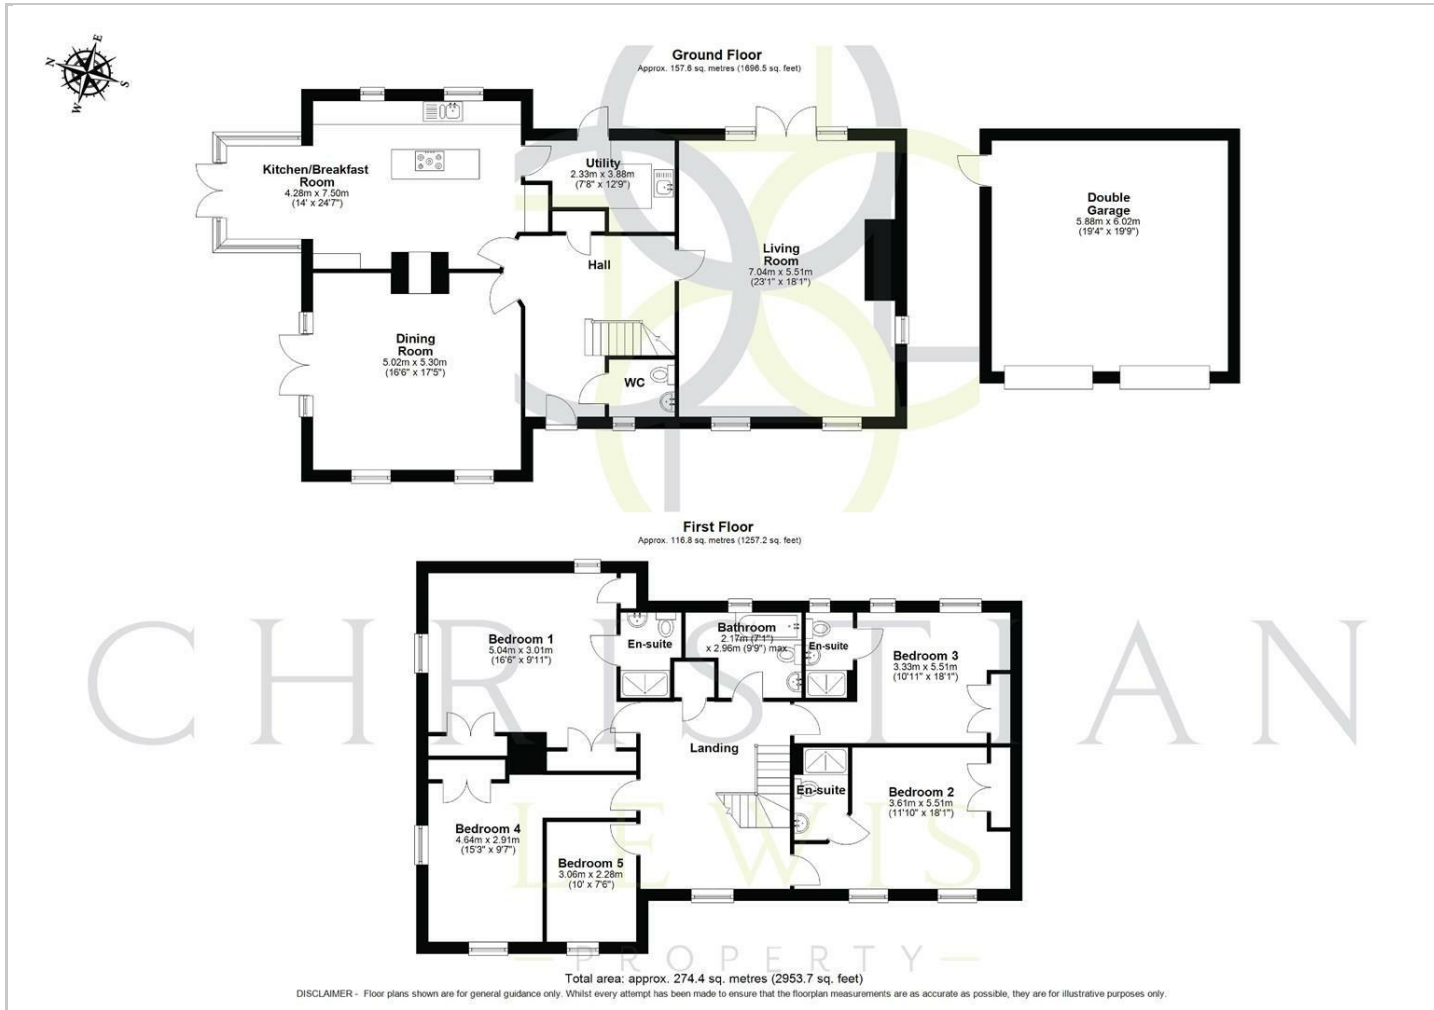 N
E
S
W
Ground Floor
Approx. 157.6 sq. metres (1696.5 sq. feet)
Kitchen/Breakfast
Room
4.28m x 7.50m
(14' x 24'7")
Utility
2.33m x 3.88m
(7'8" x 12'9")
Hall
Living
Room
7.04m x 5.51m
(23'1" x 18'1")
Double
Garage
5.88m x 6.02m
(19'4" x 19'9")
Dining
Room
5.02m x 5.30m
(16'6" x 17'5")
WC
First Floor
Approx. 116.8 sq. metres (1257.2 sq. feet)
Bedroom 1
5.04m x 3.01m
(16'6" x 9'11")
En-suite
Bathroom
2.17m (7'1")
x 2.96m (9'9") max
En-suite
Bedroom 3
3.33m x 5.51m
(10'11" x 18'1")
Landing
En-suite
Bedroom 2
3.61m x 5.51m
(11'10" x 18'1")
Bedroom 4
4.64m x 2.91m
(15'3" x 9'7")
Bedroom 5
3.06m x 2.28m
(10' x 7'6")
CHRISTIAN
LEWIS
PROPERTY
Total area: approx. 274.4 sq. metres (2953.7 sq. feet)
DISCLAIMER - Floor plans shown are for general guidance only. Whilst every attempt has been made to ensure that the floorplan measurements are as accurate as possible, they are for illustrative purposes only.